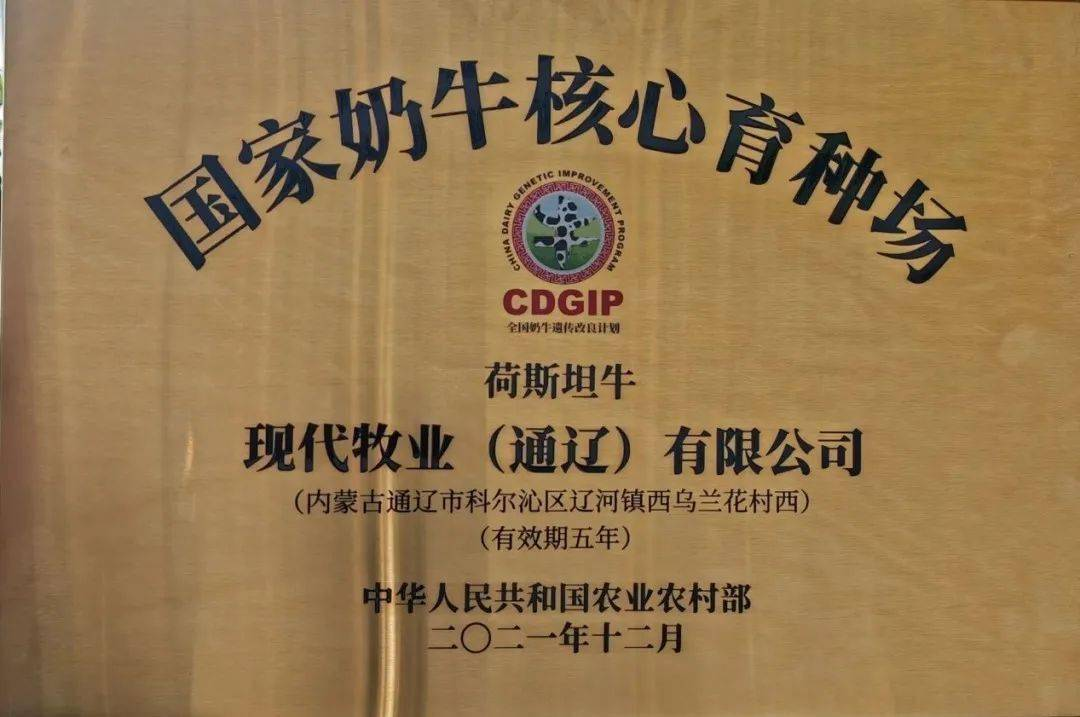 国家奶牛核心育种场
CHINA DAIRY GENETIC IMPROVEMENT PROGRAM
CDGIP
全国奶牛遗传改良计划
荷斯坦牛
现代牧业（通辽）有限公司
（内蒙古通辽市科尔沁区辽河镇西乌兰花村西）
（有效期五年）
中华人民共和国农业农村部
二〇二一年十二月